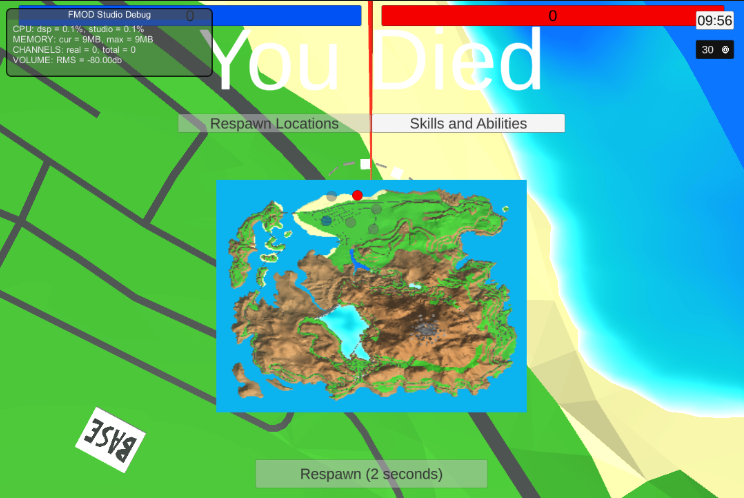 FMOD Studio Debug
CPU: dsp = 0.1%, studio = 0.1%
MEMORY: cur = 9MB, max = 9MB
CHANNELS: real = 0, total = 0
VOLUME: RMS = -80.00db
0
0
09:56
30
You Died
Respawn Locations
Skills and Abilities
BASE
Respawn (2 seconds)